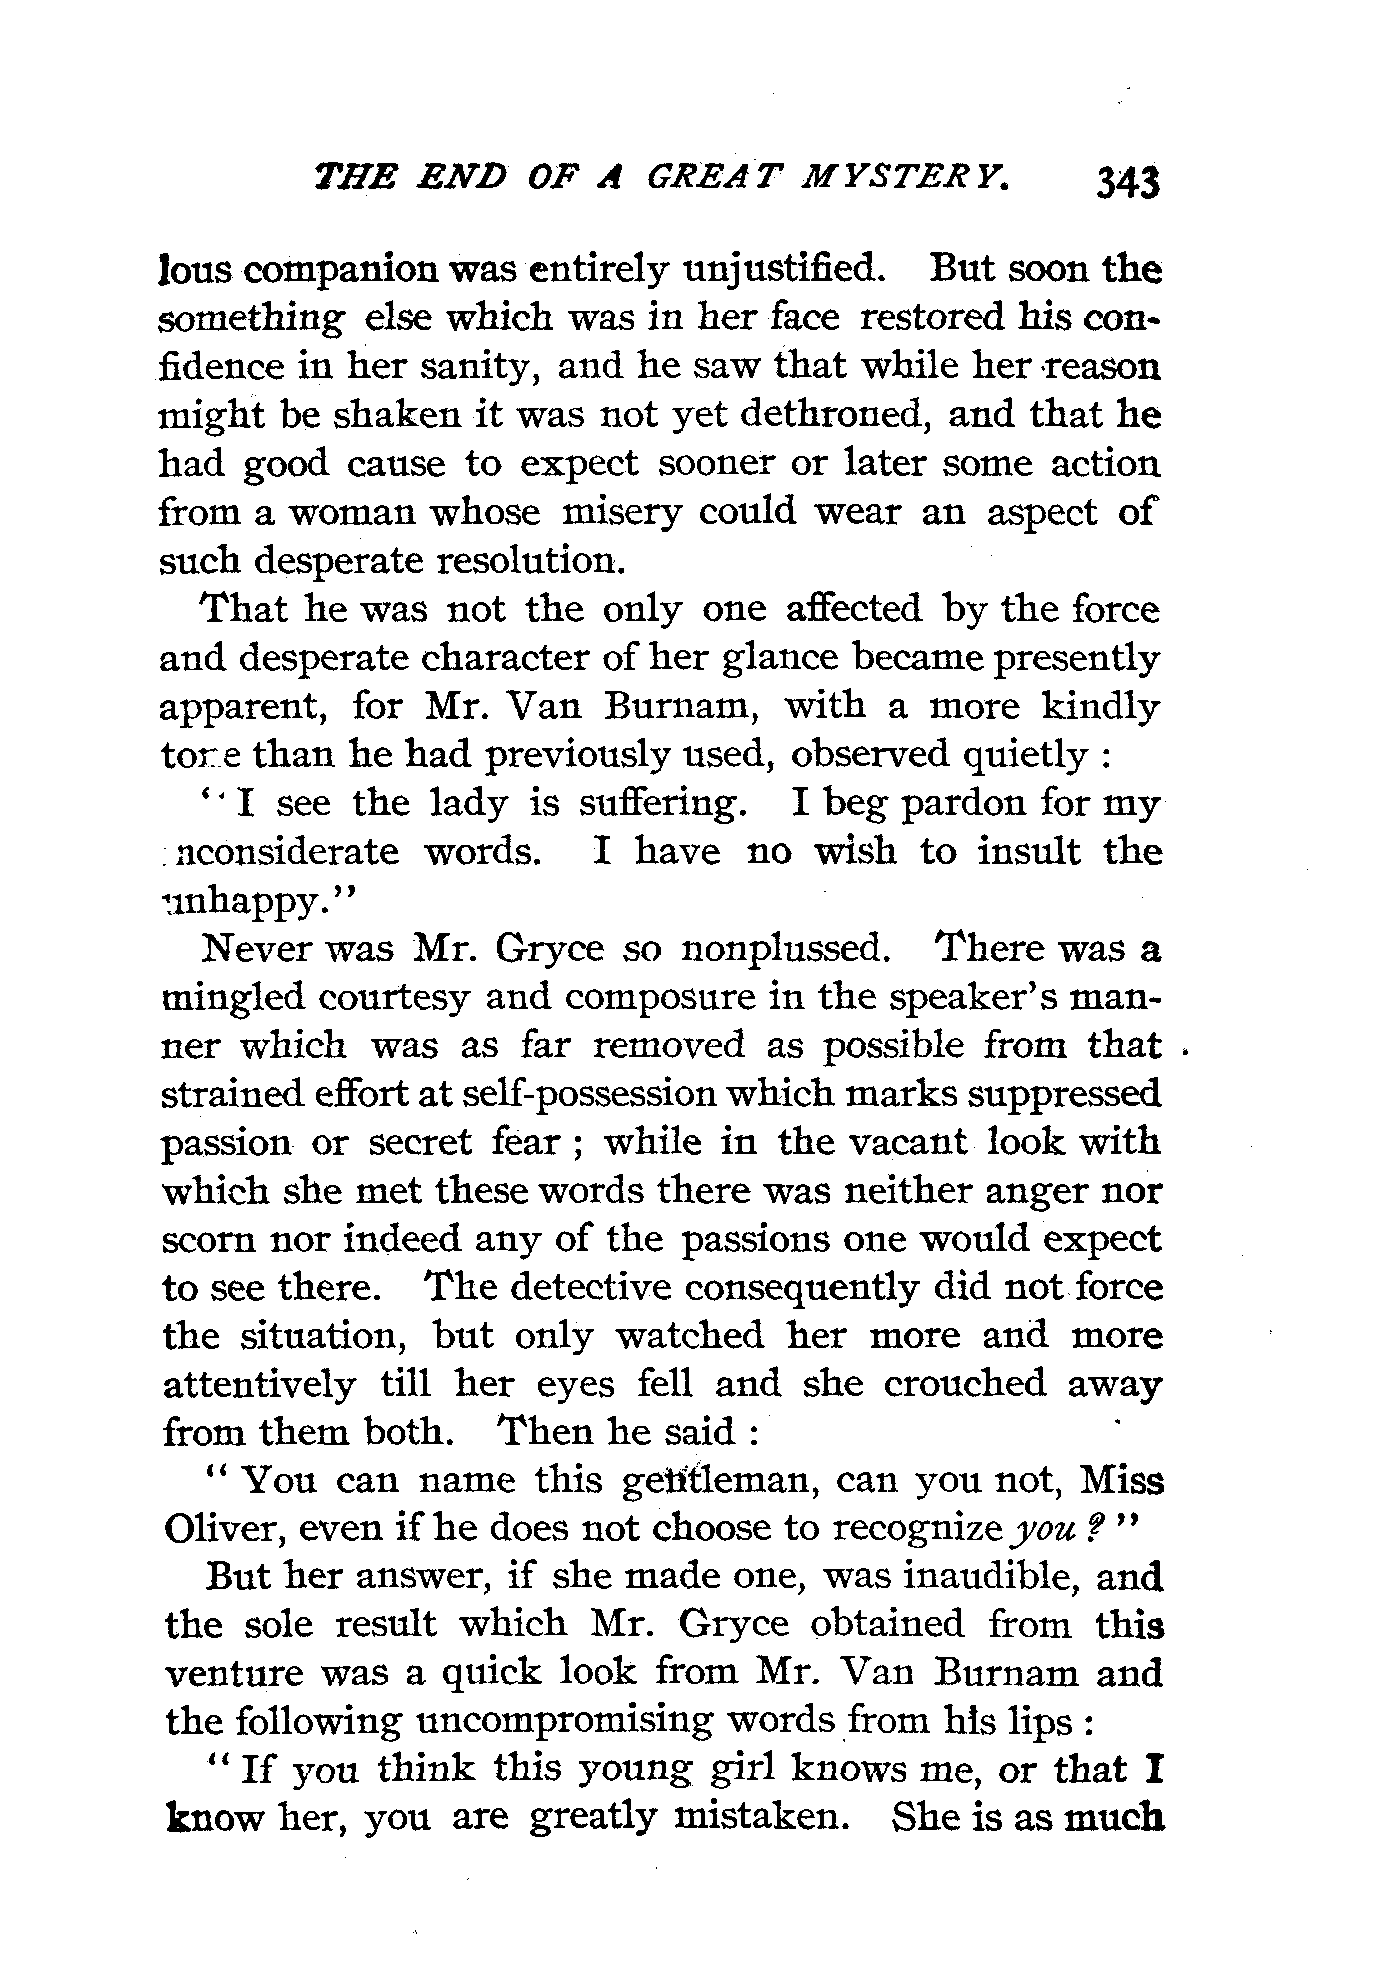 THE END OF A GREAT MYSTERY. 343
lous companion was entirely unjustified. But soon the
something else which was in her face restored his con-
fidence in her sanity, and he saw that while her reason
might be shaken it was not yet dethroned, and that he
had good cause to expect sooner or later some action
from a woman whose misery could wear an aspect of
such desperate resolution.
That he was not the only one affected by the force
and desperate character of her glance became presently
apparent, for Mr. Van Burnam, with a more kindly
tone than he had previously used, observed quietly :
“ I see the lady is suffering. I beg pardon for my
inconsiderate words. I have no wish to insult the
unhappy.”
Never was Mr. Gryce so nonplussed. There was a
mingled courtesy and composure in the speaker’s man-
ner which was as far removed as possible from that
strained effort at self-possession which marks suppressed
passion or secret fear ; while in the vacant look with
which she met these words there was neither anger nor
scorn nor indeed any of the passions one would expect
to see there. The detective consequently did not force
the situation, but only watched her more and more
attentively till her eyes fell and she crouched away
from them both. Then he said :
“ You can name this gentleman, can you not, Miss
Oliver, even if he does not choose to recognize you ? ”
But her answer, if she made one, was inaudible, and
the sole result which Mr. Gryce obtained from this
venture was a quick look from Mr. Van Burnam and
the following uncompromising words from his lips :
“ If you think this young girl knows me, or that I
know her, you are greatly mistaken. She is as much